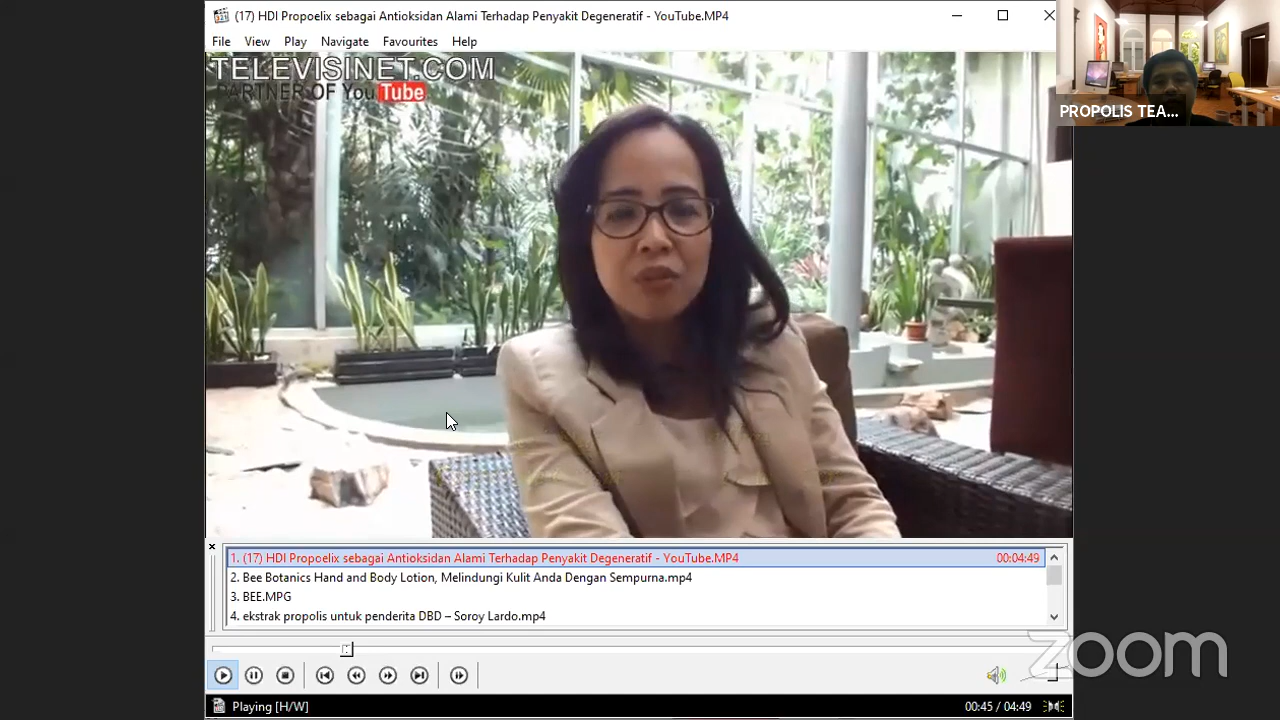 (17) HDI Propoelix sebagai Antioksidan Alami Terhadap Penyakit Degeneratif - YouTube.MP4
File View Play Navigate Favourites Help
TELEVISINET.COM
PARTNER OF YouTube
PROPOLIS TEA...
1. (17) HDI Propoelix sebagai Antioksidan Alami Terhadap Penyakit Degeneratif - YouTube.MP4 00:04:49
2. Bee Botanics Hand and Body Lotion, Melindungi Kulit Anda Dengan Sempurna.mp4
3. BEE.MPG
4. ekstrak propolis untuk penderita DBD – Soroy Lardo.mp4
zoom
Playing [H/W] 00:45 / 04:49